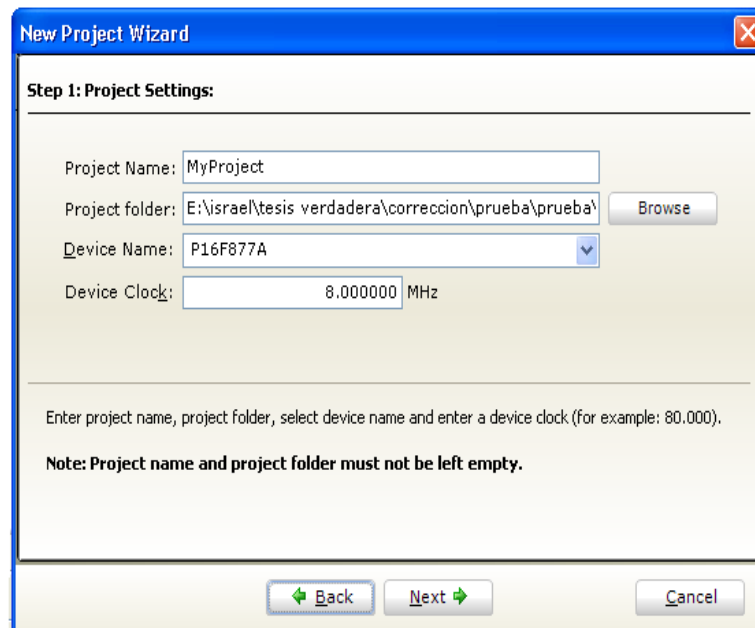 New Project Wizard
Step 1: Project Settings:
Project Name: MyProject
Project folder: E:\israel\tesis verdadera\correccion\prueba\prueba\ Browse
Device Name: P16F877A
Device Clock: 8.000000 MHz
Enter project name, project folder, select device name and enter a device clock (for example: 80.000).
Note: Project name and project folder must not be left empty.
Back Next Cancel